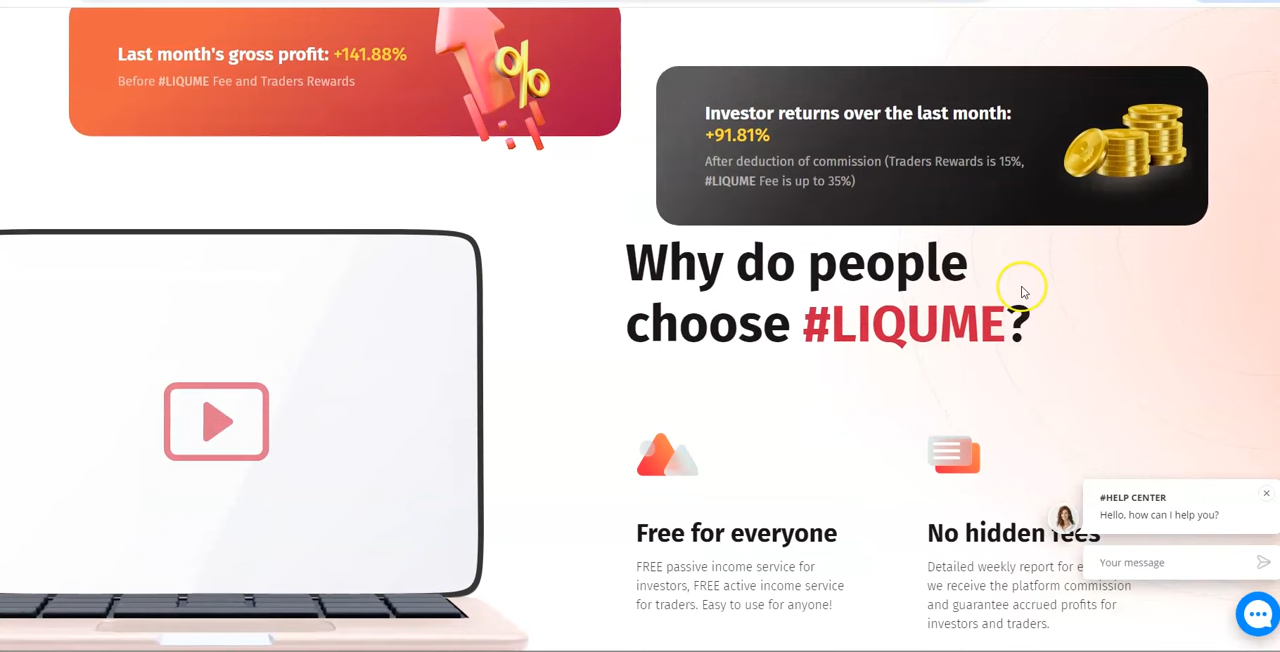 Last month's gross profit: +141.88%
Before #LIQUME Fee and Traders Rewards
Investor returns over the last month:
+91.81%
After deduction of commission (Traders Rewards is 15%,
#LIQUME Fee is up to 35%)
Why do people
choose #LIQUME?
Free for everyone
FREE passive income service for
investors, FREE active income service
for traders. Easy to use for anyone!
No hidden fees
Detailed weekly report for
we receive the platform commission
and guarantee accrued profits for
investors and traders.
#HELP CENTER
Hello, how can I help you?
Your message